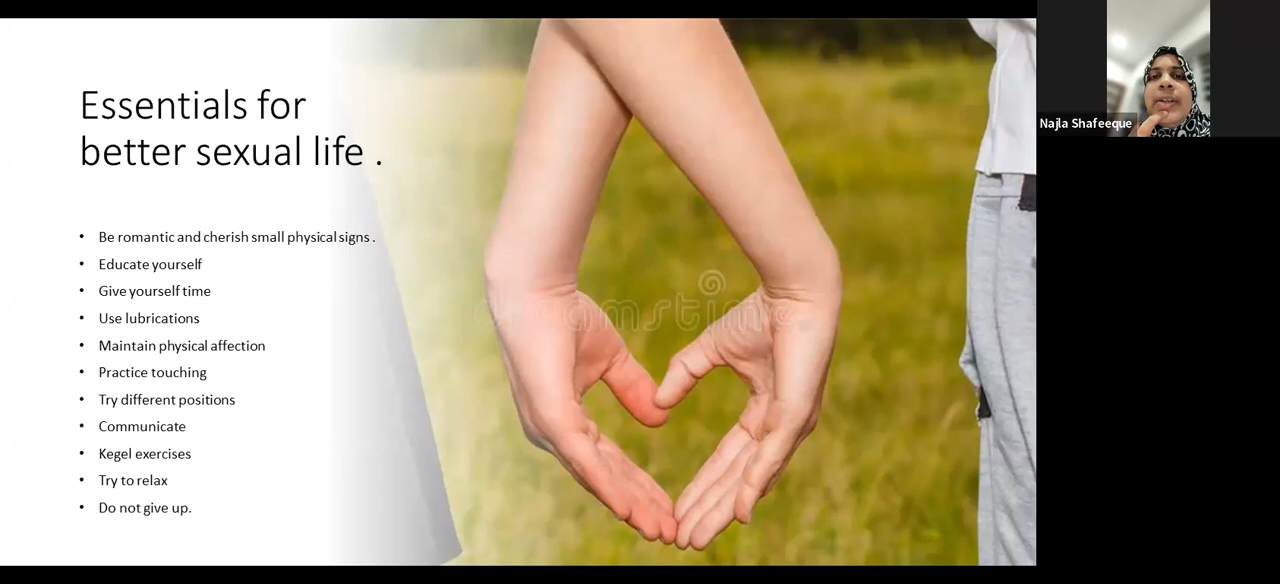 Essentials for
better sexual life .
• Be romantic and cherish small physical signs .
• Educate yourself
• Give yourself time
• Use lubrications
• Maintain physical affection
• Practice touching
• Try different positions
• Communicate
• Kegel exercises
• Try to relax
• Do not give up.
dreamstime.
Najla Shafeeque